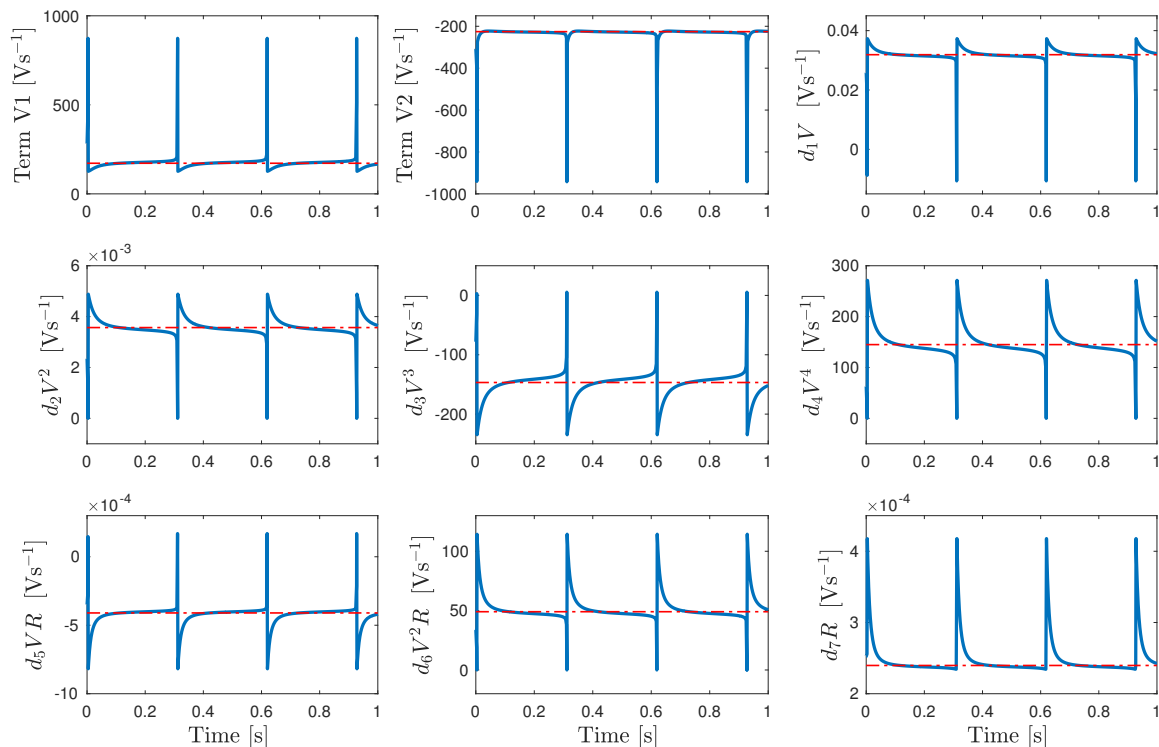 Term V1 [Vs⁻¹]
1000
500
0
0 0.2 0.4 0.6 0.8 1
Term V2 [Vs⁻¹]
-200
-400
-600
-800
-1000
0 0.2 0.4 0.6 0.8 1
d₁V [Vs⁻¹]
0.04
0.02
0
0 0.2 0.4 0.6 0.8 1
×10⁻³
d₂V² [Vs⁻¹]
6
4
2
0
0 0.2 0.4 0.6 0.8 1
d₃V³ [Vs⁻¹]
0
-100
-200
0 0.2 0.4 0.6 0.8 1
d₄V⁴ [Vs⁻¹]
300
200
100
0
0 0.2 0.4 0.6 0.8 1
×10⁻⁴
d₅VR [Vs⁻¹]
0
-5
-10
0 0.2 0.4 0.6 0.8 1
Time [s]
d₆V²R [Vs⁻¹]
100
50
0
0 0.2 0.4 0.6 0.8 1
Time [s]
×10⁻⁴
d₇R [Vs⁻¹]
4
2
0 0.2 0.4 0.6 0.8 1
Time [s]